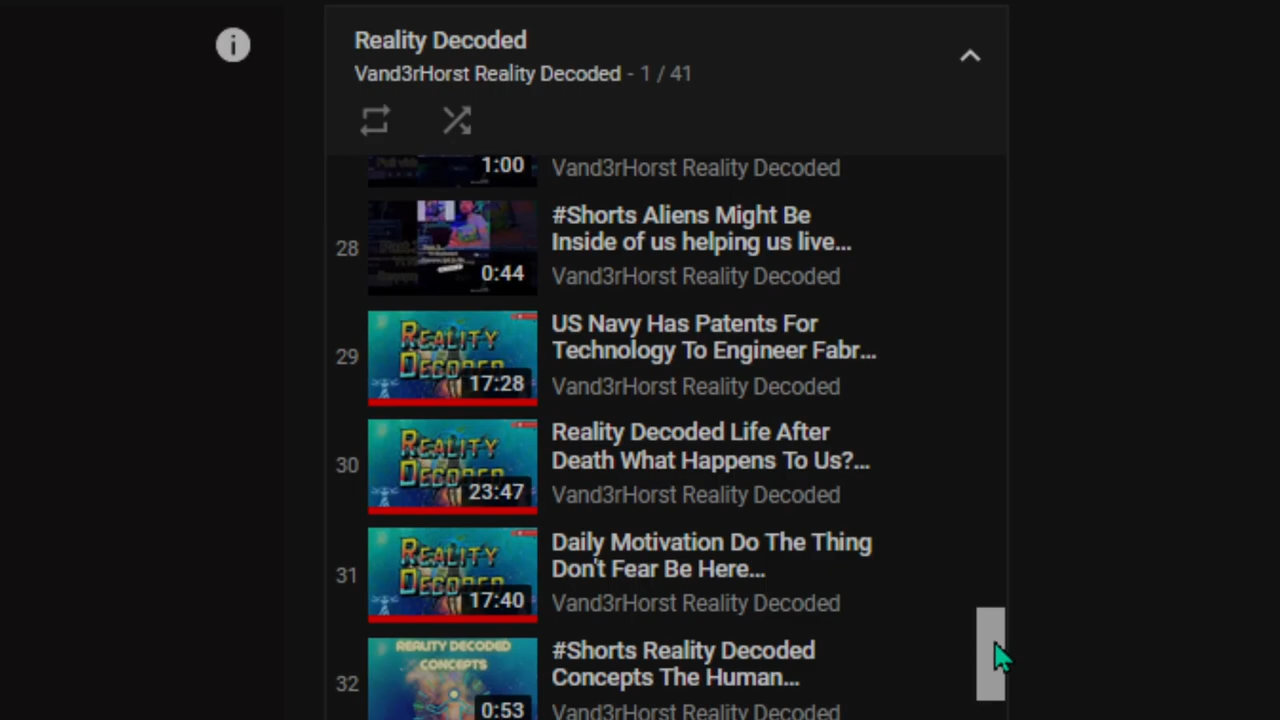 Reality Decoded
Vand3rHorst Reality Decoded - 1 / 41
1:00
Vand3rHorst Reality Decoded
28
0:44
#Shorts Aliens Might Be
Inside of us helping us live...
Vand3rHorst Reality Decoded
29
REALITY
DECODED
17:28
US Navy Has Patents For
Technology To Engineer Fabr...
Vand3rHorst Reality Decoded
30
REALITY
DECODED
23:47
Reality Decoded Life After
Death What Happens To Us?...
Vand3rHorst Reality Decoded
31
REALITY
DECODED
17:40
Daily Motivation Do The Thing
Don't Fear Be Here...
Vand3rHorst Reality Decoded
32
REALITY DECODED
CONCEPTS
0:53
#Shorts Reality Decoded
Concepts The Human...
Vand3rHorst Reality Decoded